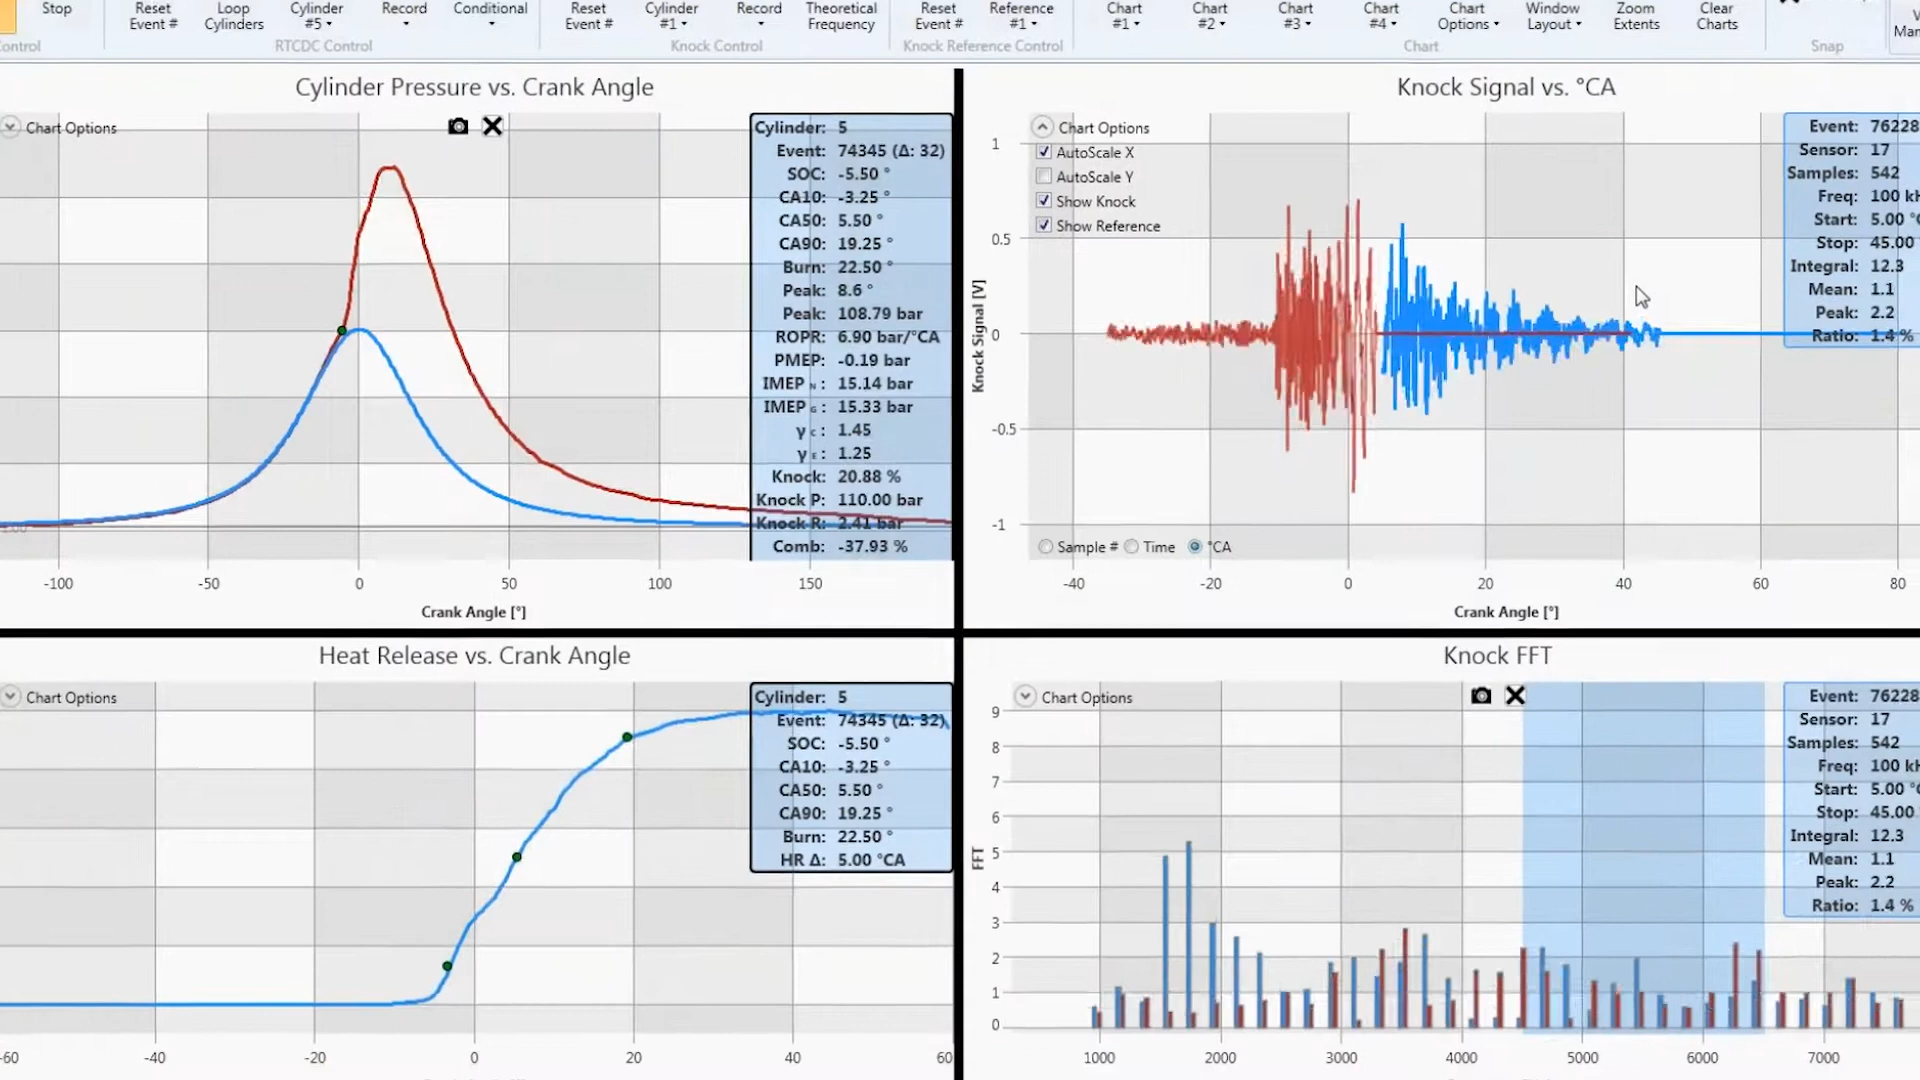 Stop
Reset Event #
Loop Cylinders
Cylinder #5
Record
Conditional
Reset Event #
Cylinder #1
Record
Theoretical Frequency
Reset Event #
Reference #1
Chart #1
Chart #2
Chart #3
Chart #4
Chart Options
Window Layout
Zoom Extents
Clear Charts
RTCDC Control
Knock Control
Knock Reference Control
Chart
Snap
Cylinder Pressure vs. Crank Angle
Chart Options
Cylinder: 5
Event: 74345 (Δ: 32)
SOC: -5.50 °
CA10: -3.25 °
CA50: 5.50 °
CA90: 19.25 °
Burn: 22.50 °
Peak: 8.6 °
Peak: 108.79 bar
ROPR: 6.90 bar/°CA
PMEP: -0.19 bar
IMEP N : 15.14 bar
IMEP G : 15.33 bar
γ C : 1.45
γ E : 1.25
Knock: 20.88 %
Knock P: 110.00 bar
Knock R: 2.41 bar
Comb: -37.93 %
-100 -50 0 50 100 150
Crank Angle [°]
Knock Signal vs. °CA
Chart Options
AutoScale X
AutoScale Y
Show Knock
Show Reference
1
0.5
0
-0.5
-1
Knock Signal [V]
Sample # Time °CA
-40 -20 0 20 40 60 80
Crank Angle [°]
Event: 76228
Sensor: 17
Samples: 542
Freq: 100 kH
Start: 5.00 °
Stop: 45.00
Integral: 12.3
Mean: 1.1
Peak: 2.2
Ratio: 1.4 %
Heat Release vs. Crank Angle
Chart Options
Cylinder: 5
Event: 74345 (Δ: 32)
SOC: -5.50 °
CA10: -3.25 °
CA50: 5.50 °
CA90: 19.25 °
Burn: 22.50 °
HR Δ: 5.00 °CA
-60 -40 -20 0 20 40 60
Knock FFT
Chart Options
9
8
7
6
5
4
3
2
1
0
FFT
1000 2000 3000 4000 5000 6000 7000
Event: 76228
Sensor: 17
Samples: 542
Freq: 100 kH
Start: 5.00 °
Stop: 45.00
Integral: 12.3
Mean: 1.1
Peak: 2.2
Ratio: 1.4 %